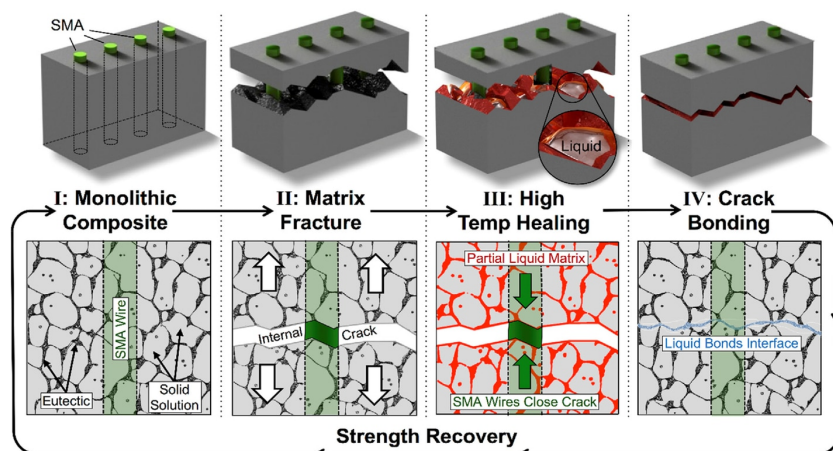 SMA
Liquid
I: Monolithic
Composite
II: Matrix
Fracture
III: High
Temp Healing
IV: Crack
Bonding
SMA Wire
Eutectic
Solid
Solution
Internal Crack
Partial Liquid Matrix
SMA Wires Close Crack
Liquid Bonds Interface
Strength Recovery